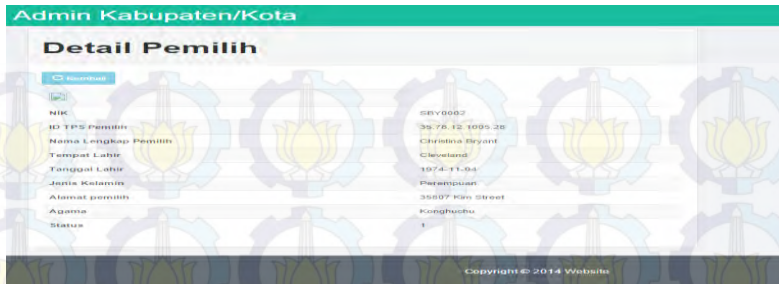 Admin Kabupaten/Kota
Detail Pemilih
Kembali
NIK SBY0002
ID TPS Pemilih 35.78.12.1005.28
Nama Lengkap Pemilih Christina Bryant
Tempat Lahir Cleveland
Tanggal Lahir 1974-11-04
Jenis Kelamin Perempuan
Alamat pemilih 35807 Kim Street
Agama Konghuchu
Status 1
Copyright © 2014 Website